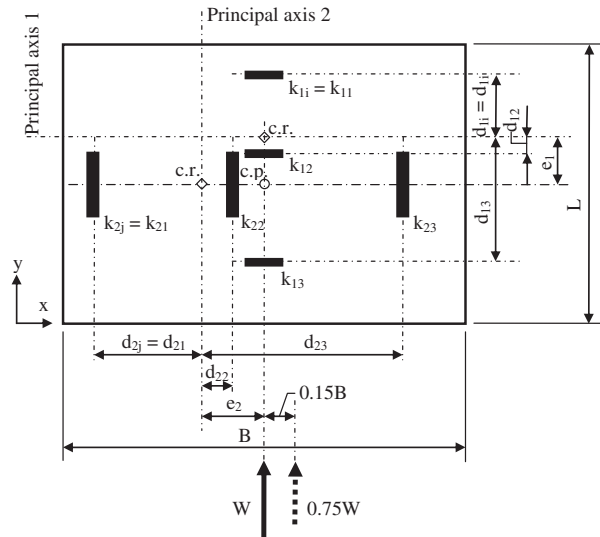 Principal axis 2
Principal axis 1
k1i = k11
d1i = d1i
d12
c.r.
k12
e1
c.r.
c.p.
k2j = k21
k22
k23
d13
L
k13
y
x
d2j = d21
d23
d22
e2
0.15B
B
W
0.75W